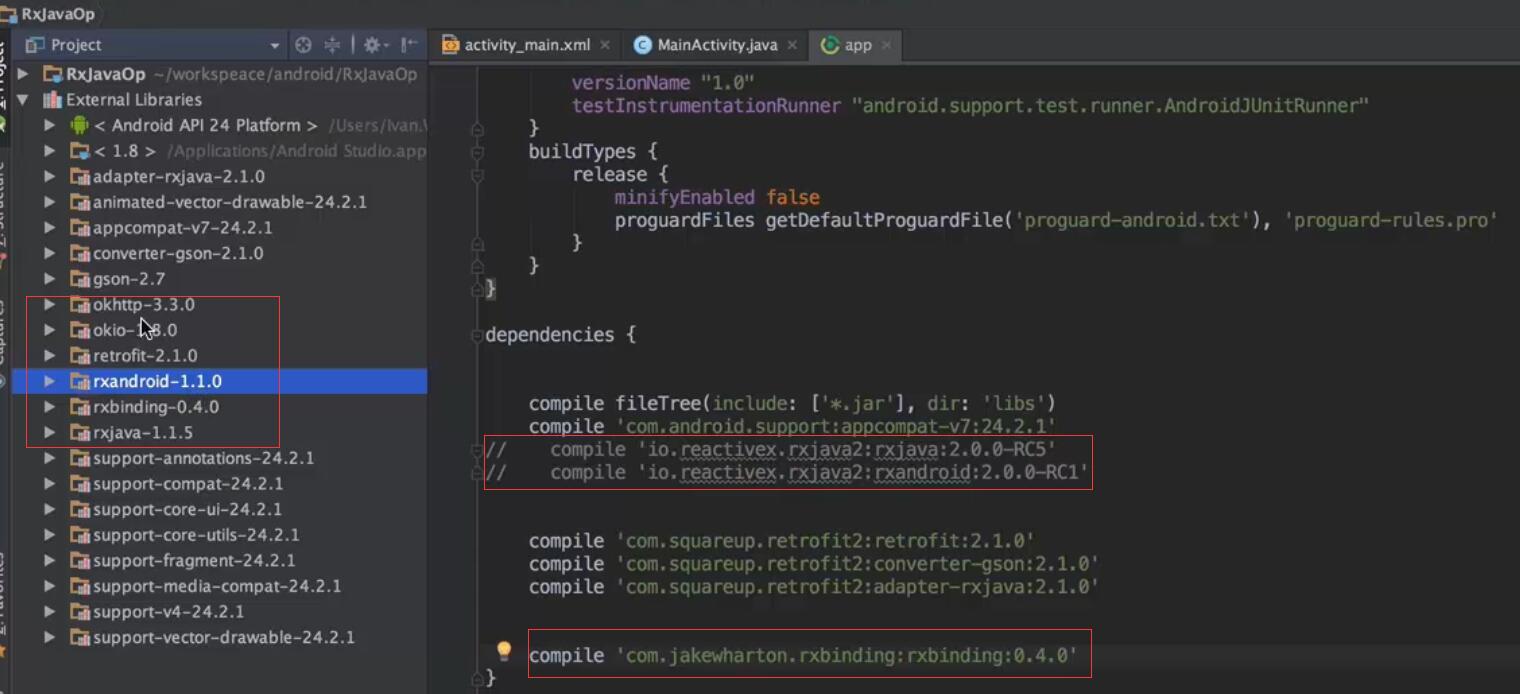 RxJavaOp
Project
activity_main.xml
MainActivity.java
app
RxJavaOp ~/workspeace/android/RxJavaOp
External Libraries
< Android API 24 Platform > /Users/Ivan.
< 1.8 > /Applications/Android Studio.app
adapter-rxjava-2.1.0
animated-vector-drawable-24.2.1
appcompat-v7-24.2.1
converter-gson-2.1.0
gson-2.7
okhttp-3.3.0
okio-1.8.0
retrofit-2.1.0
rxandroid-1.1.0
rxbinding-0.4.0
rxjava-1.1.5
support-annotations-24.2.1
support-compat-24.2.1
support-core-ui-24.2.1
support-core-utils-24.2.1
support-fragment-24.2.1
support-media-compat-24.2.1
support-v4-24.2.1
support-vector-drawable-24.2.1
versionName "1.0"
testInstrumentationRunner "android.support.test.runner.AndroidJUnitRunner"
}
buildTypes {
release {
minifyEnabled false
proguardFiles getDefaultProguardFile('proguard-android.txt'), 'proguard-rules.pro'
}
}
}
dependencies {
compile fileTree(include: ['*.jar'], dir: 'libs')
compile 'com.android.support:appcompat-v7:24.2.1'
// compile 'io.reactivex.rxjava2:rxjava:2.0.0-RC5'
// compile 'io.reactivex.rxjava2:rxandroid:2.0.0-RC1'
compile 'com.squareup.retrofit2:retrofit:2.1.0'
compile 'com.squareup.retrofit2:converter-gson:2.1.0'
compile 'com.squareup.retrofit2:adapter-rxjava:2.1.0'
compile 'com.jakewharton.rxbinding:rxbinding:0.4.0'
}